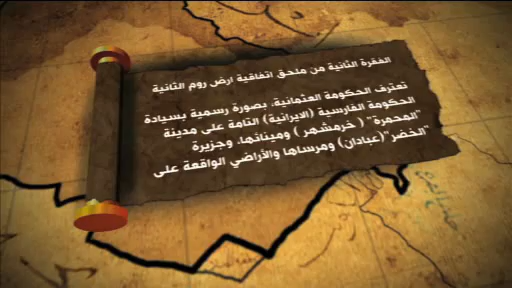 الفقرة الثانية من ملحق اتفاقية ارض روم الثانية
تعترف الحكومة العثمانية، بصورة رسمية بسيادة
الحكومة الفارسية (الايرانية) التامة على مدينة
"المحمرة" ( خرمشهر ) ومينائها، وجزيرة
"الخضر"(عبادان) ومرساها والأراضي الواقعة على